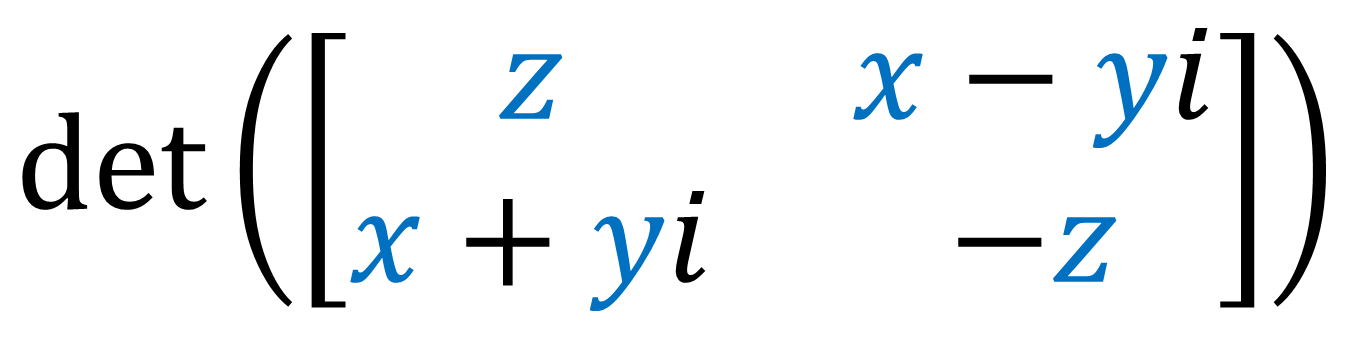 det([z x − yi
x + yi −z])